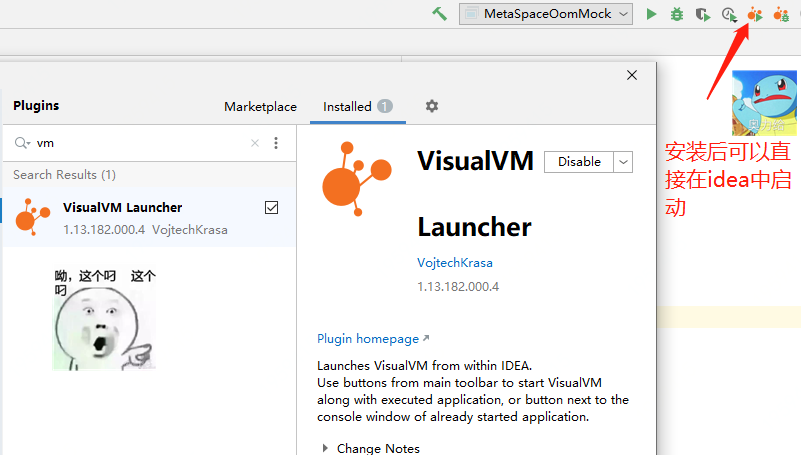 MetaSpaceOomMock
Plugins
Marketplace
Installed 1
vm
Search Results (1)
VisualVM Launcher
1.13.182.000.4 VojtechKrasa
呦，这个叼 这个
叼
VisualVM
Disable
Launcher
VojtechKrasa
1.13.182.000.4
Plugin homepage
Launches VisualVM from within IDEA.
Use buttons from main toolbar to start VisualVM
along with executed application, or button next to the
console window of already started application.
Change Notes
安装后可以直
接在idea中启
动